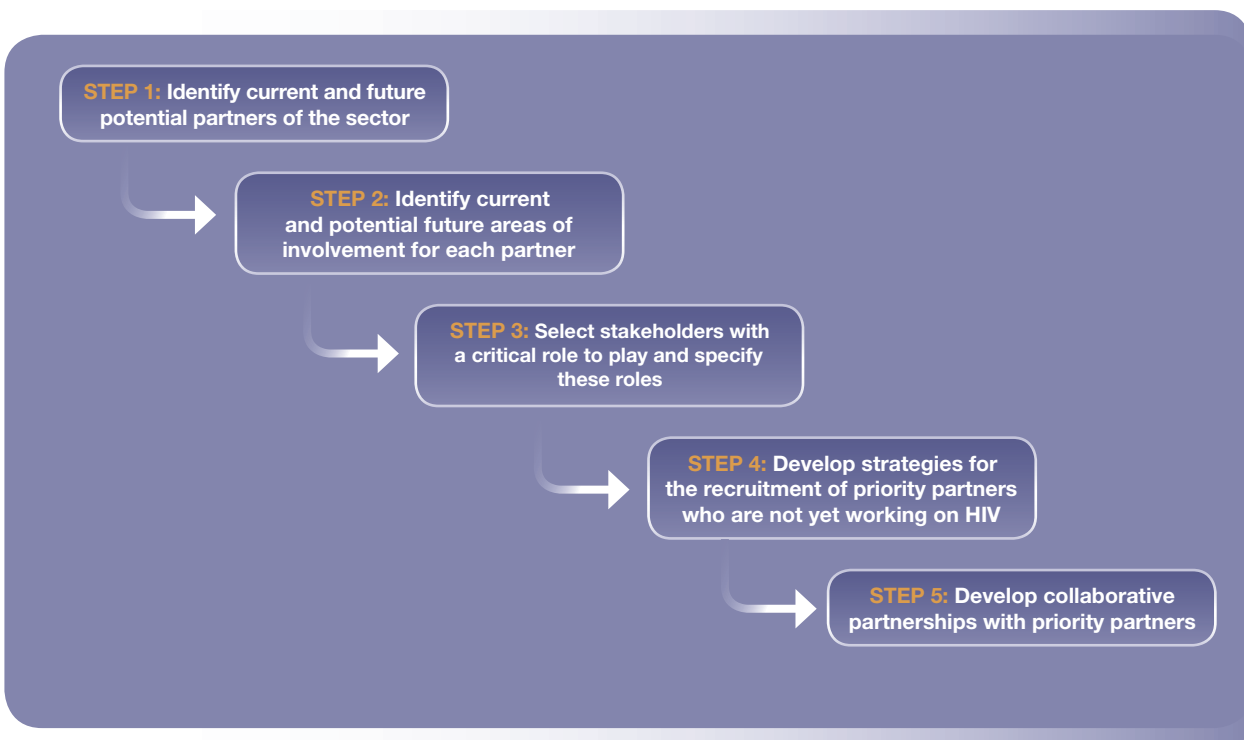 STEP 1: Identify current and future
potential partners of the sector
STEP 2: Identify current
and potential future areas of
involvement for each partner
STEP 3: Select stakeholders with
a critical role to play and specify
these roles
STEP 4: Develop strategies for
the recruitment of priority partners
who are not yet working on HIV
STEP 5: Develop collaborative
partnerships with priority partners